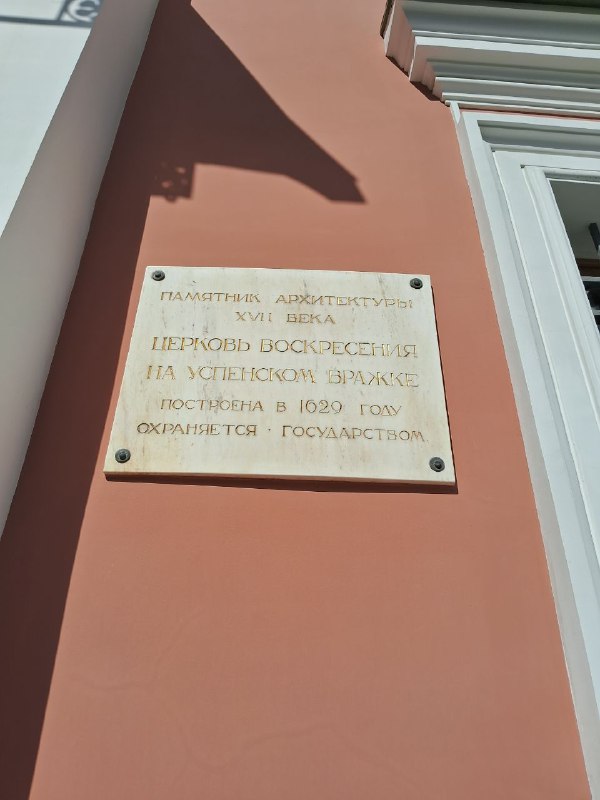 ПАМЯТНИК АРХИТЕКТУРЫ
XVII ВЕКА
ЦЕРКОВЬ ВОСКРЕСЕНИЯ
НА УСПЕНСКОМ ВРАЖКЕ
ПОСТРОЕНА В 1629 ГОДУ
ОХРАНЯЕТСЯ · ГОСУДАРСТВОМ